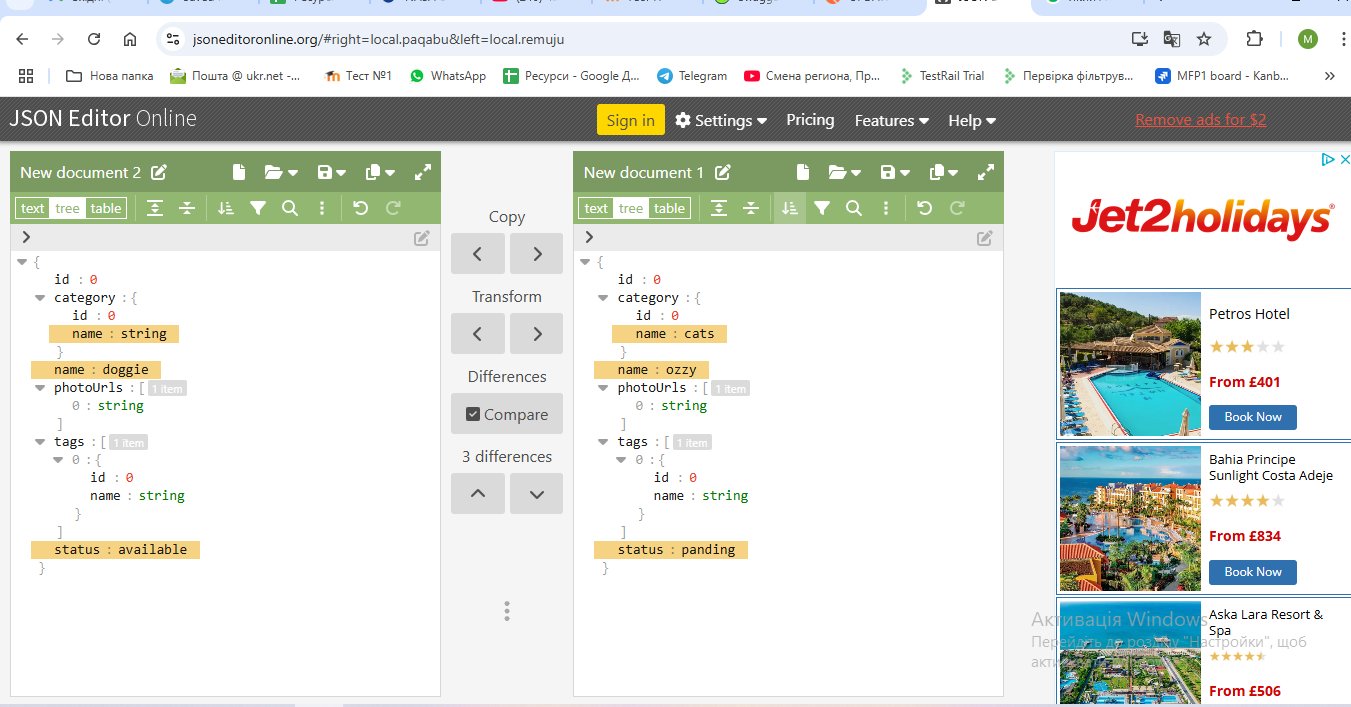 jsoneditoronline.org/#right=local.paqabu&left=local.remuju
M
Нова папка
Пошта @ ukr.net -...
Тест №1
WhatsApp
Ресурси - Google Д...
Telegram
Смена региона, Пр...
TestRail Trial
Первірка фільтрув...
MFP1 board - Kanb...
JSON Editor Online
Sign in
Settings
Pricing
Features
Help
Remove ads for $2
New document 2
text tree table
{
id : 0
category : {
id : 0
name : string
}
name : doggie
photoUrls : [ 1 item
0 : string
]
tags : [ 1 item
0 : {
id : 0
name : string
}
]
status : available
}
Copy
Transform
Differences
Compare
3 differences
New document 1
text tree table
{
id : 0
category : {
id : 0
name : cats
}
name : ozzy
photoUrls : [ 1 item
0 : string
]
tags : [ 1 item
0 : {
id : 0
name : string
}
]
status : panding
}
Jet2holidays
Petros Hotel
From £401
Book Now
Bahia Principe
Sunlight Costa Adeje
From £834
Book Now
Aska Lara Resort &
Spa
From £506
Активація Windows
Перейдіть до розділу "Настройки", щоб